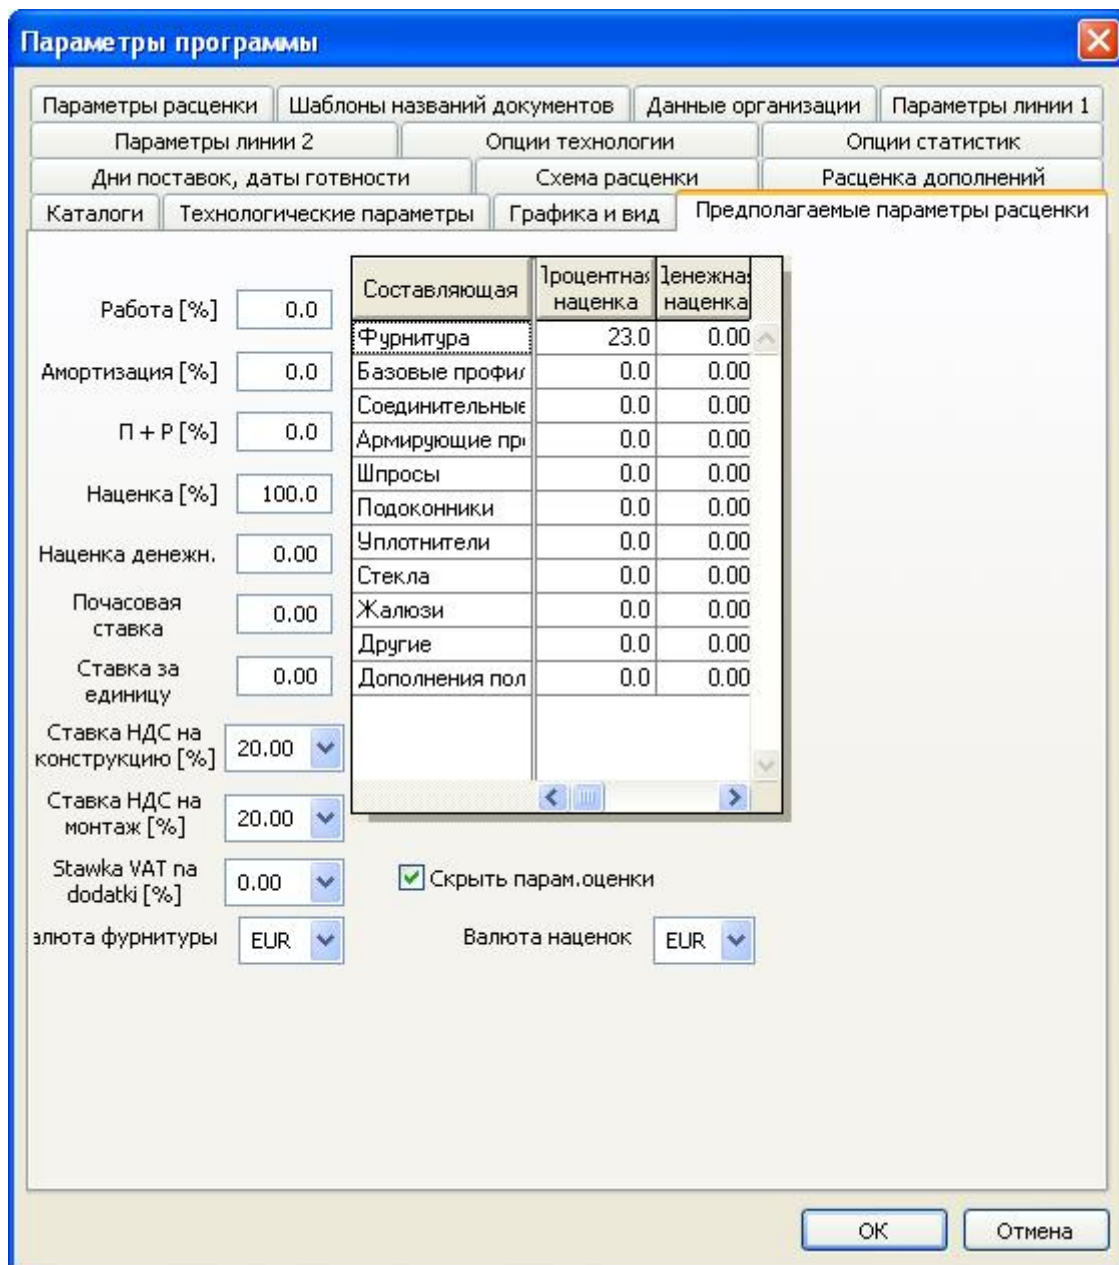 Параметры программы
Параметры расценки Шаблоны названий документов Данные организации Параметры линии 1
Параметры линии 2 Опции технологии Опции статистик
Дни поставок, даты готвности Схема расценки Расценка дополнений
Каталоги Технологические параметры Графика и вид Предполагаемые параметры расценки
Работа [%] 0.0
Амортизация [%] 0.0
П + Р [%] 0.0
Наценка [%] 100.0
Наценка денежн. 0.00
Почасовая
ставка 0.00
Ставка за
единицу 0.00
Ставка НДС на
конструкцию [%] 20.00
Ставка НДС на
монтаж [%] 20.00
Stawka VAT na
dodatki [%] 0.00
алюта фурнитуры EUR
Составляющая Процентная наценка Денежная наценка
Фурнитура 23.0 0.00
Базовые профил 0.0 0.00
Соединительные 0.0 0.00
Армирующие про 0.0 0.00
Шпросы 0.0 0.00
Подоконники 0.0 0.00
Уплотнители 0.0 0.00
Стекла 0.0 0.00
Жалюзи 0.0 0.00
Другие 0.0 0.00
Дополнения пол 0.0 0.00
Скрыть парам.оценки
Валюта наценок EUR
OK Отмена